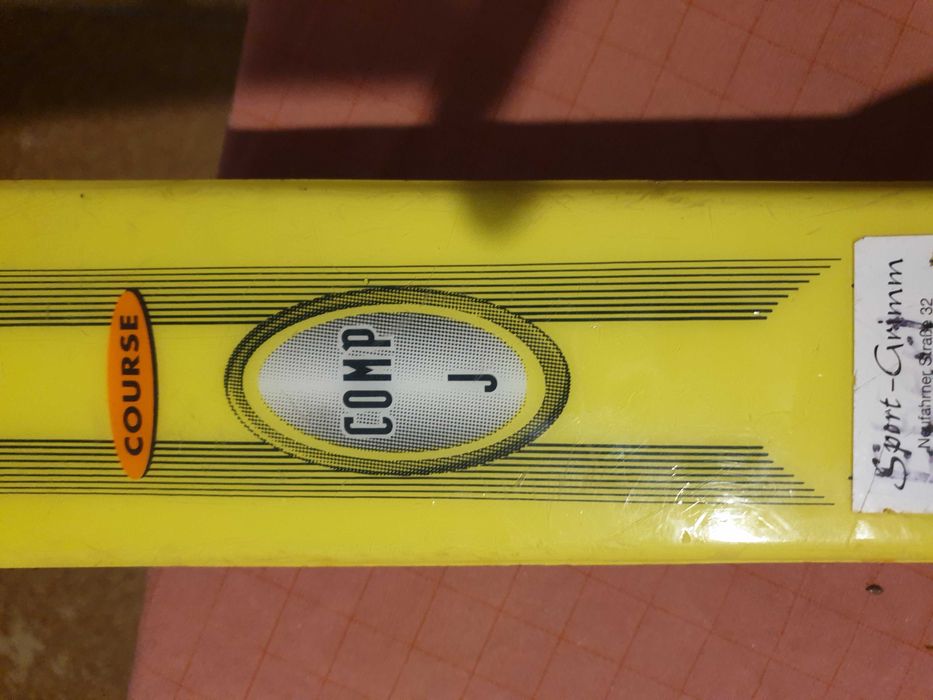 COURSE
COMP
J
Sport-Grimm
Neufahrner Straße 32